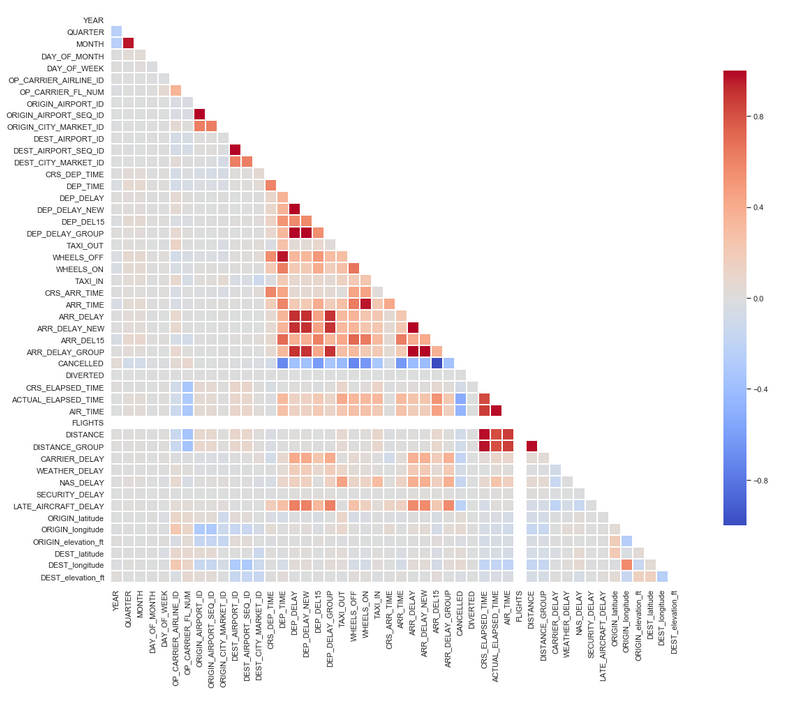 YEAR
QUARTER
MONTH
DAY_OF_MONTH
DAY_OF_WEEK
OP_CARRIER_AIRLINE_ID
OP_CARRIER_FL_NUM
ORIGIN_AIRPORT_ID
ORIGIN_AIRPORT_SEQ_ID
ORIGIN_CITY_MARKET_ID
DEST_AIRPORT_ID
DEST_AIRPORT_SEQ_ID
DEST_CITY_MARKET_ID
CRS_DEP_TIME
DEP_TIME
DEP_DELAY
DEP_DELAY_NEW
DEP_DEL15
DEP_DELAY_GROUP
TAXI_OUT
WHEELS_OFF
WHEELS_ON
TAXI_IN
CRS_ARR_TIME
ARR_TIME
ARR_DELAY
ARR_DELAY_NEW
ARR_DEL15
ARR_DELAY_GROUP
CANCELLED
DIVERTED
CRS_ELAPSED_TIME
ACTUAL_ELAPSED_TIME
AIR_TIME
FLIGHTS
DISTANCE
DISTANCE_GROUP
CARRIER_DELAY
WEATHER_DELAY
NAS_DELAY
SECURITY_DELAY
LATE_AIRCRAFT_DELAY
ORIGIN_latitude
ORIGIN_longitude
ORIGIN_elevation_ft
DEST_latitude
DEST_longitude
DEST_elevation_ft
YEAR
QUARTER
MONTH
DAY_OF_MONTH
DAY_OF_WEEK
OP_CARRIER_AIRLINE_ID
OP_CARRIER_FL_NUM
ORIGIN_AIRPORT_ID
ORIGIN_AIRPORT_SEQ_ID
ORIGIN_CITY_MARKET_ID
DEST_AIRPORT_ID
DEST_AIRPORT_SEQ_ID
DEST_CITY_MARKET_ID
CRS_DEP_TIME
DEP_TIME
DEP_DELAY
DEP_DELAY_NEW
DEP_DEL15
DEP_DELAY_GROUP
TAXI_OUT
WHEELS_OFF
WHEELS_ON
TAXI_IN
CRS_ARR_TIME
ARR_TIME
ARR_DELAY
ARR_DELAY_NEW
ARR_DEL15
ARR_DELAY_GROUP
CANCELLED
DIVERTED
CRS_ELAPSED_TIME
ACTUAL_ELAPSED_TIME
AIR_TIME
FLIGHTS
DISTANCE
DISTANCE_GROUP
CARRIER_DELAY
WEATHER_DELAY
NAS_DELAY
SECURITY_DELAY
LATE_AIRCRAFT_DELAY
ORIGIN_latitude
ORIGIN_longitude
ORIGIN_elevation_ft
DEST_latitude
DEST_longitude
DEST_elevation_ft
0.8
0.4
0.0
−0.4
−0.8